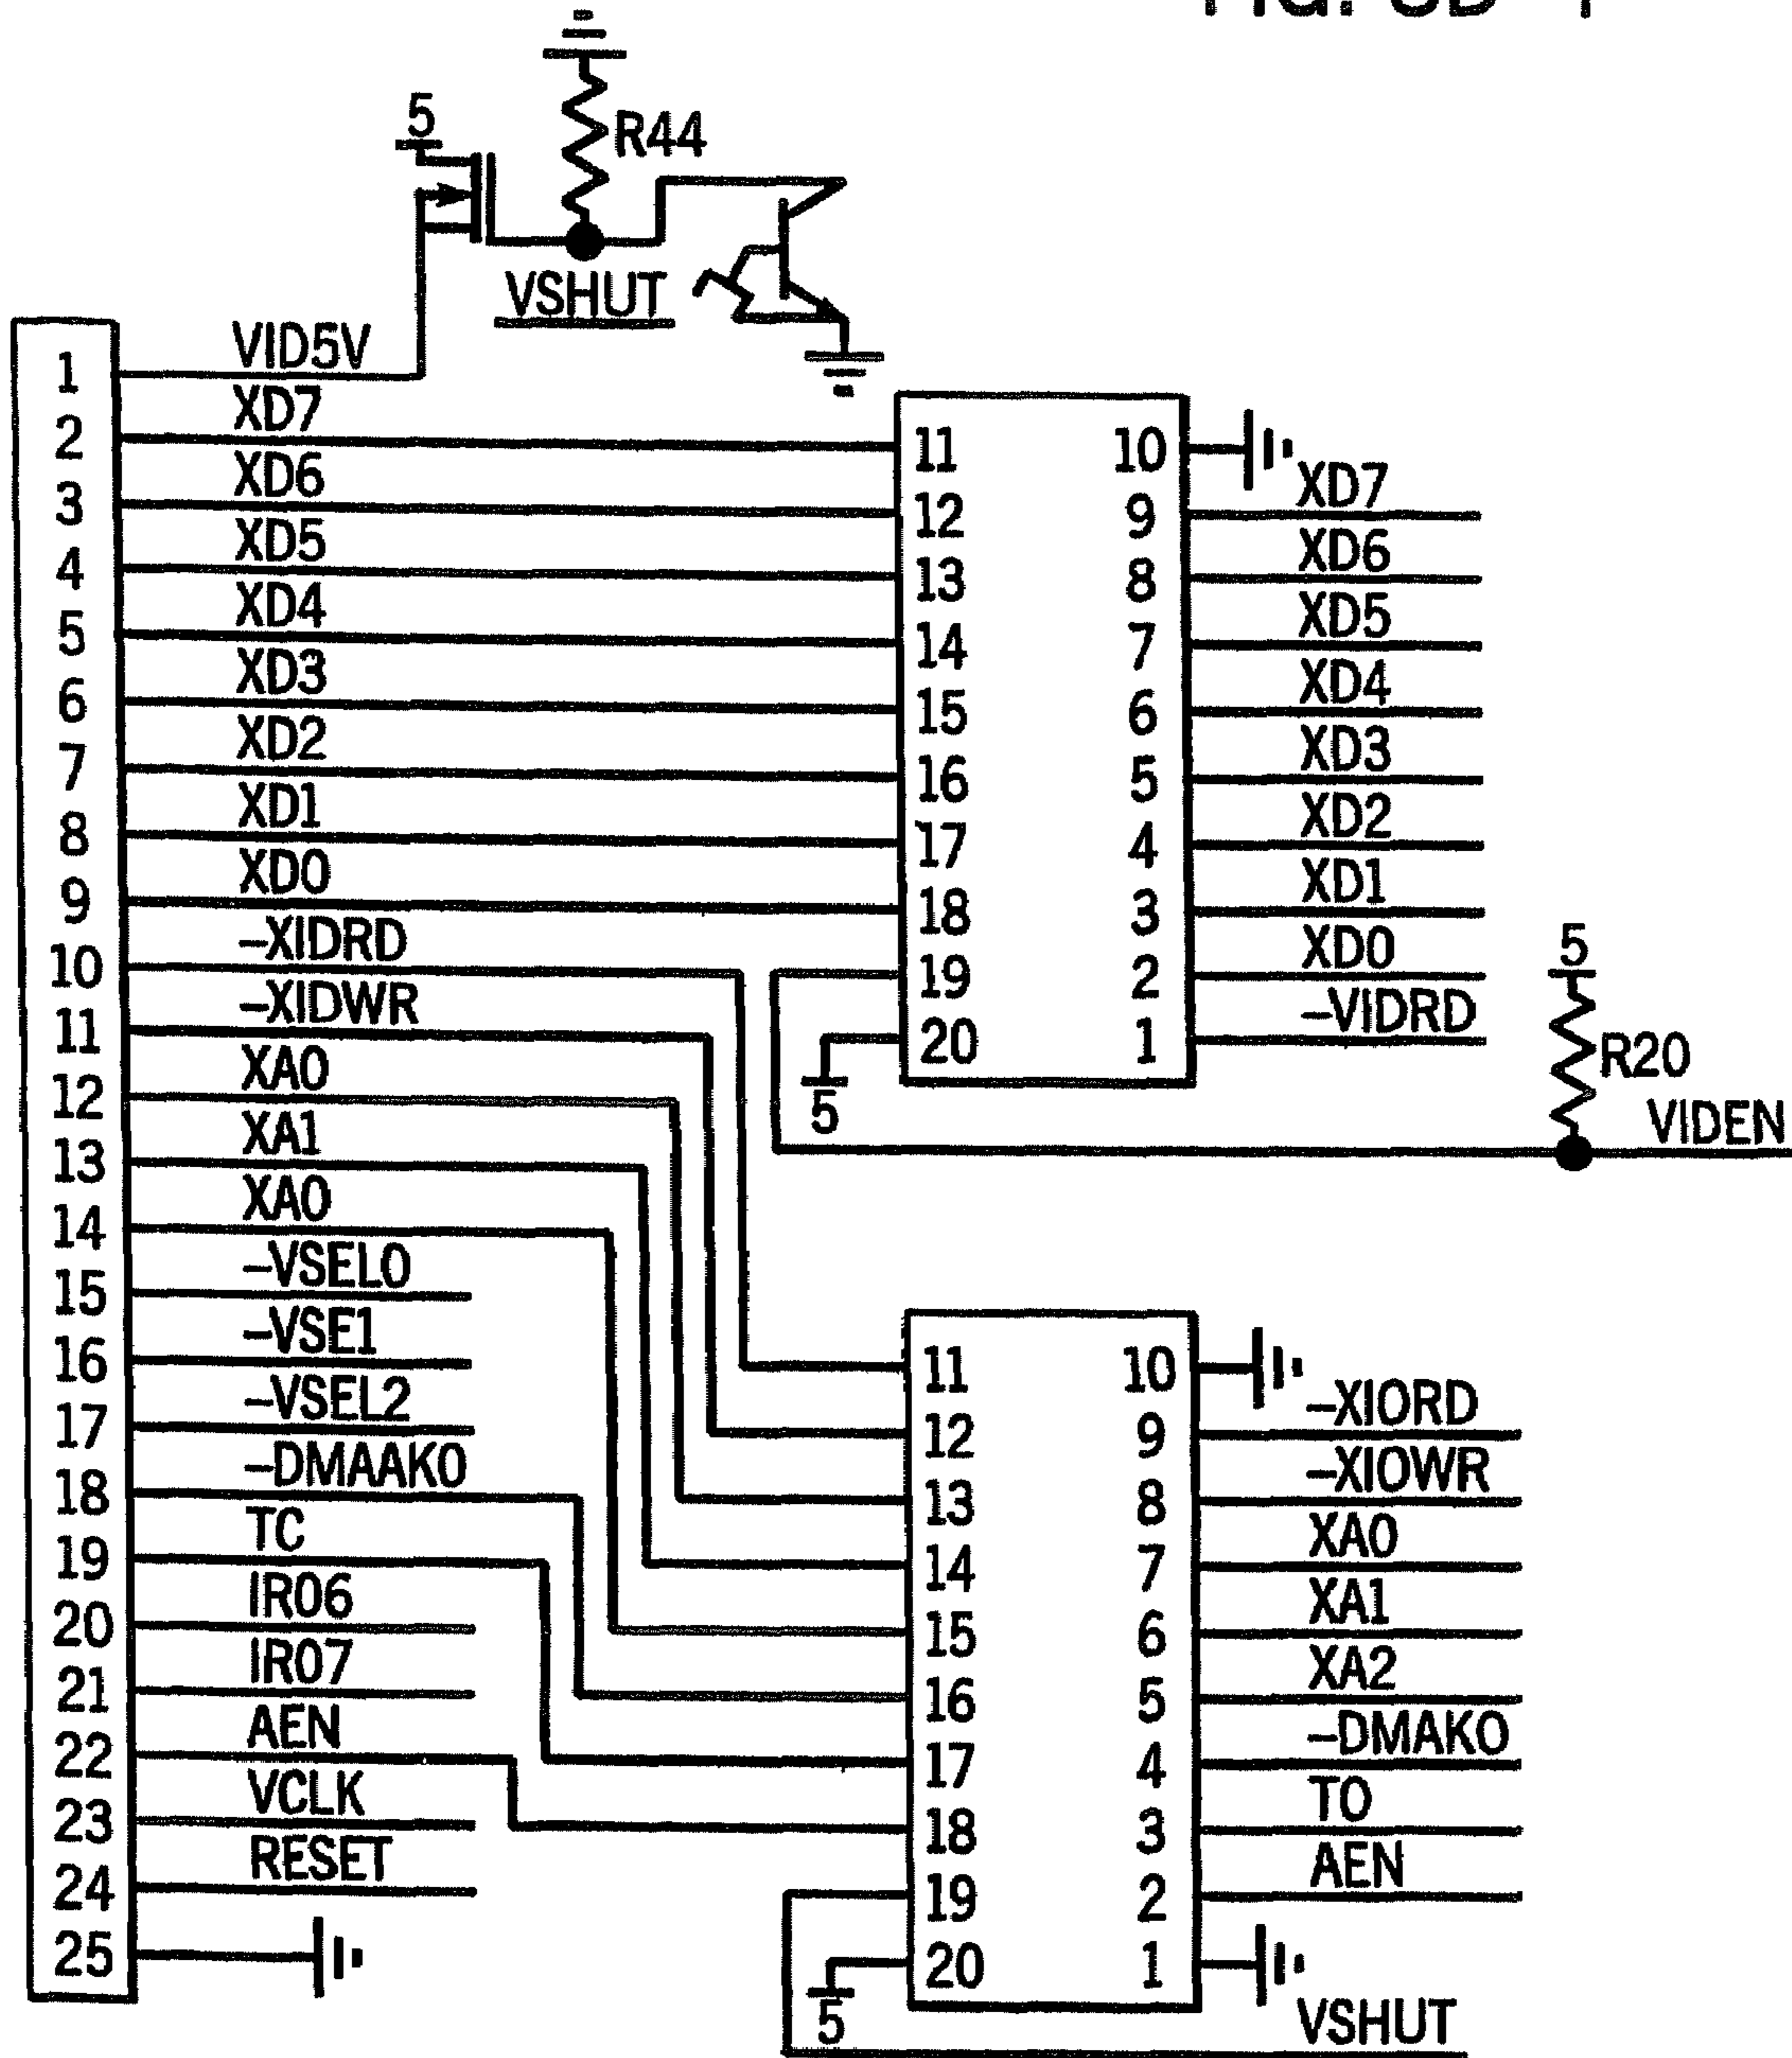 5
R44
VSHUT
1 VID5V
2 XD7
3 XD6
4 XD5
5 XD4
6 XD3
7 XD2
8 XD1
9 XD0
10 –XIDRD
11 –XIDWR
12 XA0
13 XA1
14 XA0
15 –VSEL0
16 –VSE1
17 –VSEL2
18 –DMAAK0
19 TC
20 IR06
21 IR07
22 AEN
23 VCLK
24 RESET
25
11 10
12 9 XD7
13 8 XD6
14 7 XD5
15 6 XD4
16 5 XD3
17 4 XD2
18 3 XD1
19 2 XD0
20 1 –VIDRD
5
5
R20
VIDEN
11 10
12 9 –XIORD
13 8 –XIOWR
14 7 XA0
15 6 XA1
16 5 XA2
17 4 –DMAK0
18 3 TO
19 2 AEN
20 1
5
VSHUT